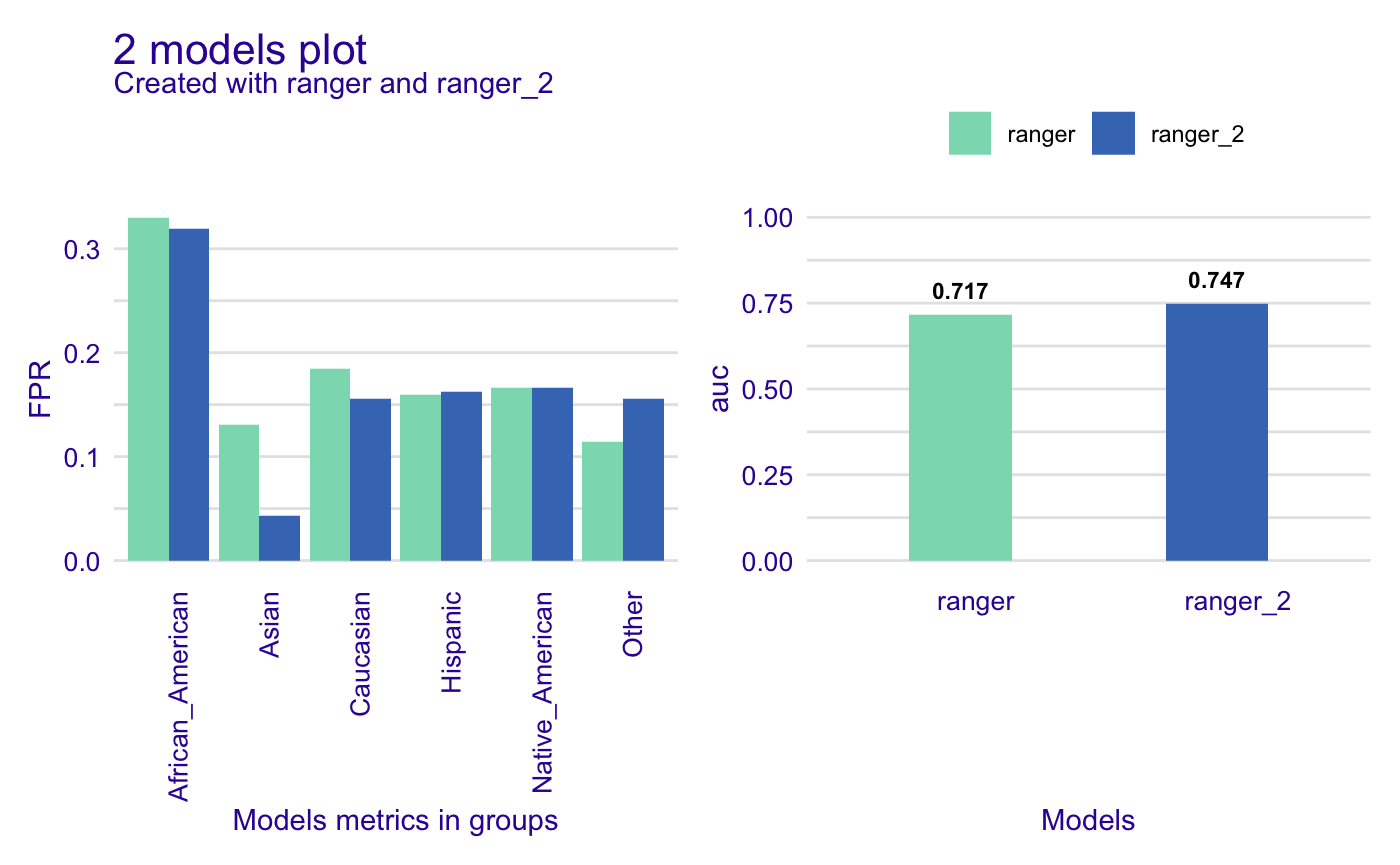 2 models plot
Created with ranger and ranger_2
ranger
ranger_2
FPR
0.3
0.2
0.1
0.0
African_American
Asian
Caucasian
Hispanic
Native_American
Other
Models metrics in groups
auc
1.00
0.75
0.50
0.25
0.00
0.717
0.747
ranger
ranger_2
Models